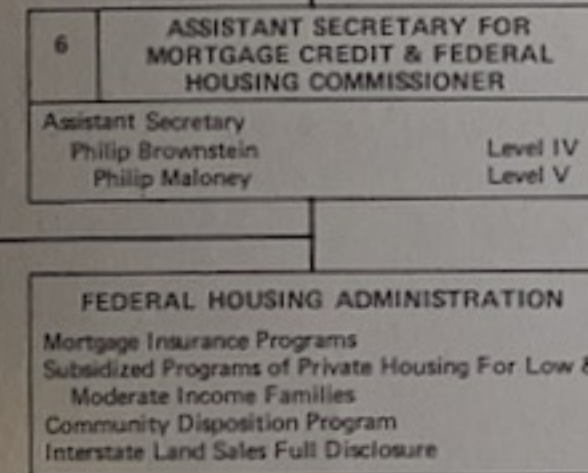 6
ASSISTANT SECRETARY FOR
MORTGAGE CREDIT & FEDERAL
HOUSING COMMISSIONER
Assistant Secretary
Philip Brownstein Level IV
Philip Maloney Level V
FEDERAL HOUSING ADMINISTRATION
Mortgage Insurance Programs
Subsidized Programs of Private Housing For Low &
Moderate Income Families
Community Disposition Program
Interstate Land Sales Full Disclosure